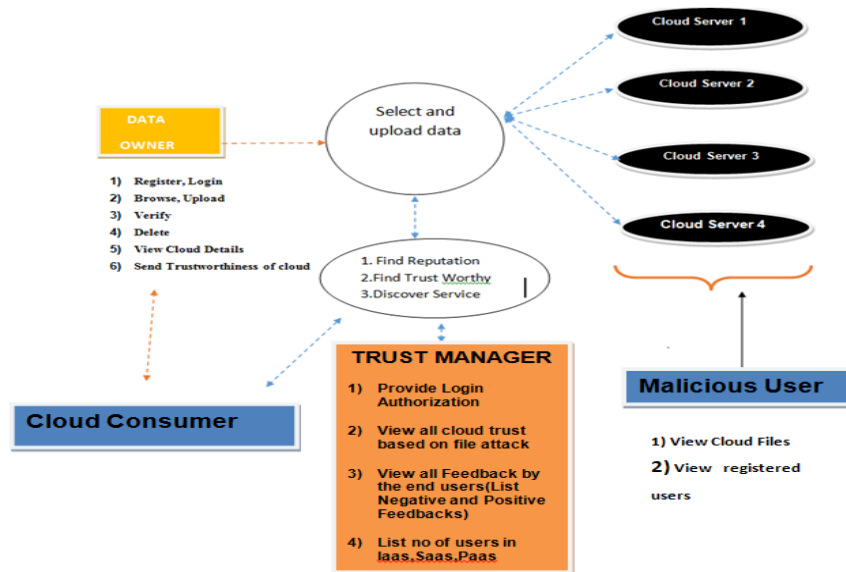 Cloud Server 1
Cloud Server 2
Cloud Server 3
Cloud Server 4
Select and
upload data
DATA
OWNER
1) Register, Login
2) Browse, Upload
3) Verify
4) Delete
5) View Cloud Details
6) Send Trustworthiness of cloud
1. Find Reputation
2.Find Trust Worthy
3.Discover Service
TRUST MANAGER
1) Provide Login
Authorization
2) View all cloud trust
based on file attack
3) View all Feedback by
the end users(List
Negative and Positive
Feedbacks)
4) List no of users in
Iaas,Saas,Paas
Cloud Consumer
Malicious User
1) View Cloud Files
2) View registered
users